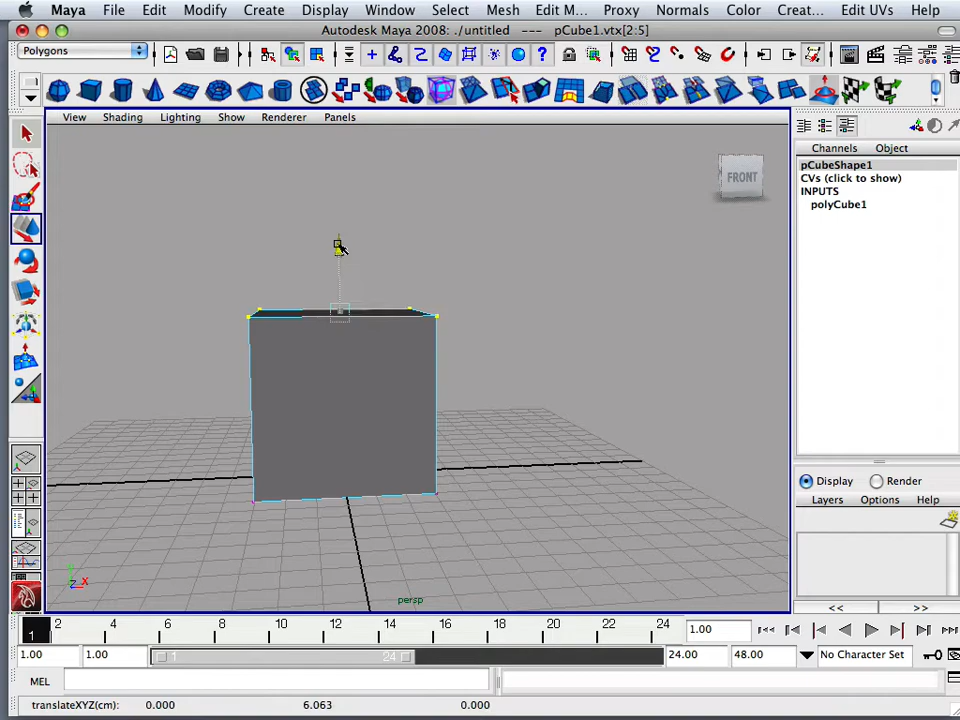 Maya File Edit Modify Create Display Window Select Mesh Edit M... Proxy Normals Color Creat... Edit UVs Help
Autodesk Maya 2008: ./untitled --- pCube1.vtx[2:5]
Polygons
View Shading Lighting Show Renderer Panels
Channels Object
pCubeShape1
CVs (click to show)
INPUTS
polyCube1
FRONT
Display Render
Layers Options Help
<< >>
persp
x
1 2 4 6 8 10 12 14 16 18 20 22 24 1.00
1.00 1.00 1 24 24.00 48.00 No Character Set
MEL
translateXYZ(cm): 0.000 6.063 0.000